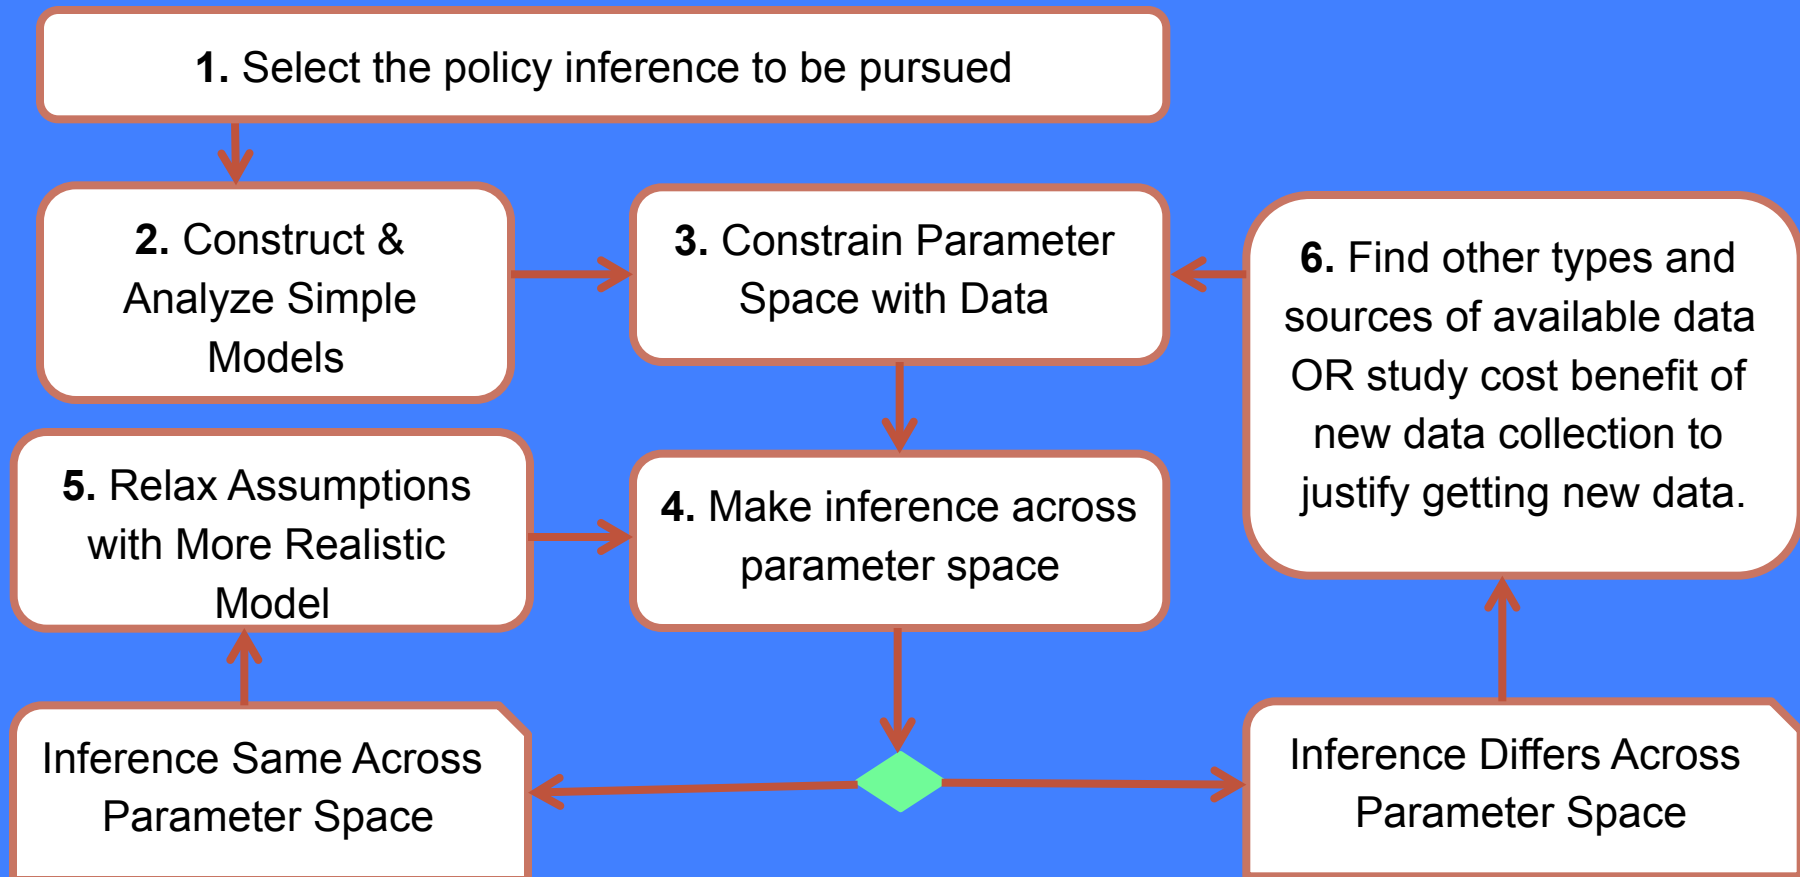 1. Select the policy inference to be pursued
2. Construct &
Analyze Simple
Models
3. Constrain Parameter
Space with Data
6. Find other types and
sources of available data
OR study cost benefit of
new data collection to
justify getting new data.
5. Relax Assumptions
with More Realistic
Model
4. Make inference across
parameter space
Inference Same Across
Parameter Space
Inference Differs Across
Parameter Space